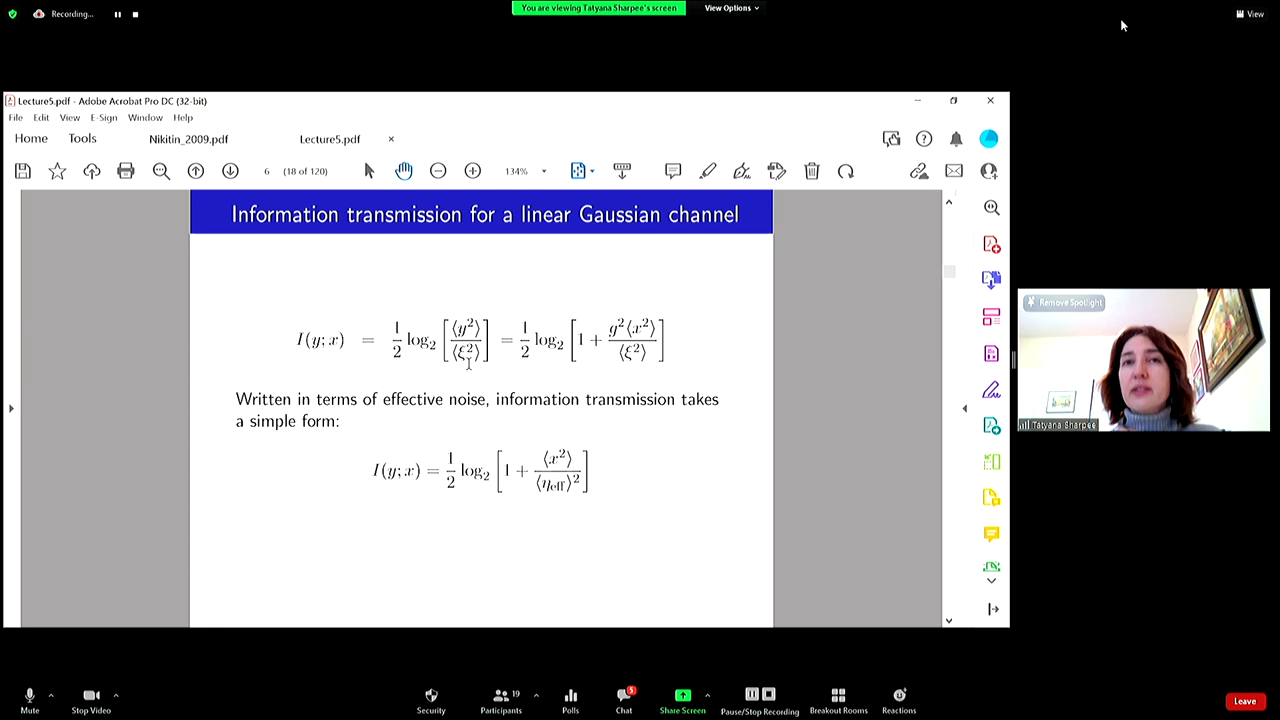 Recording...
You are viewing Tatyana Sharpee's screen
View Options
View
Lecture5.pdf - Adobe Acrobat Pro DC (32-bit)
File Edit View E-Sign Window Help
Home Tools Nikitin_2009.pdf Lecture5.pdf
6 (18 of 120) 134%
Information transmission for a linear Gaussian channel
I(y; x) = 1/2 log₂ [⟨y²⟩/⟨ξ²⟩] = 1/2 log₂ [1 + g²⟨x²⟩/⟨ξ²⟩]
Written in terms of effective noise, information transmission takes
a simple form:
I(y; x) = 1/2 log₂ [1 + ⟨x²⟩/⟨η_eff⟩²]
Remove Spotlight
Tatyana Sharpee
Mute
Stop Video
Security
Participants 19
Polls
Chat 5
Share Screen
Pause/Stop Recording
Breakout Rooms
Reactions
Leave